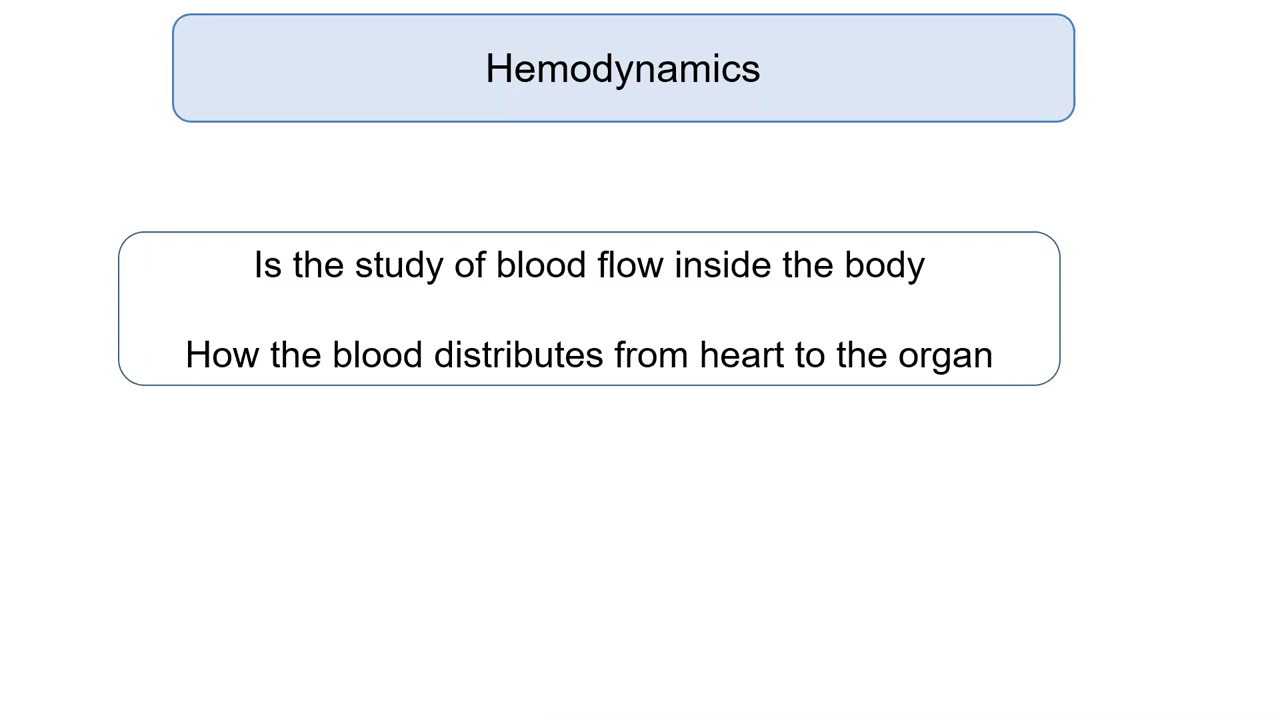 Hemodynamics
Is the study of blood flow inside the body
How the blood distributes from heart to the organ